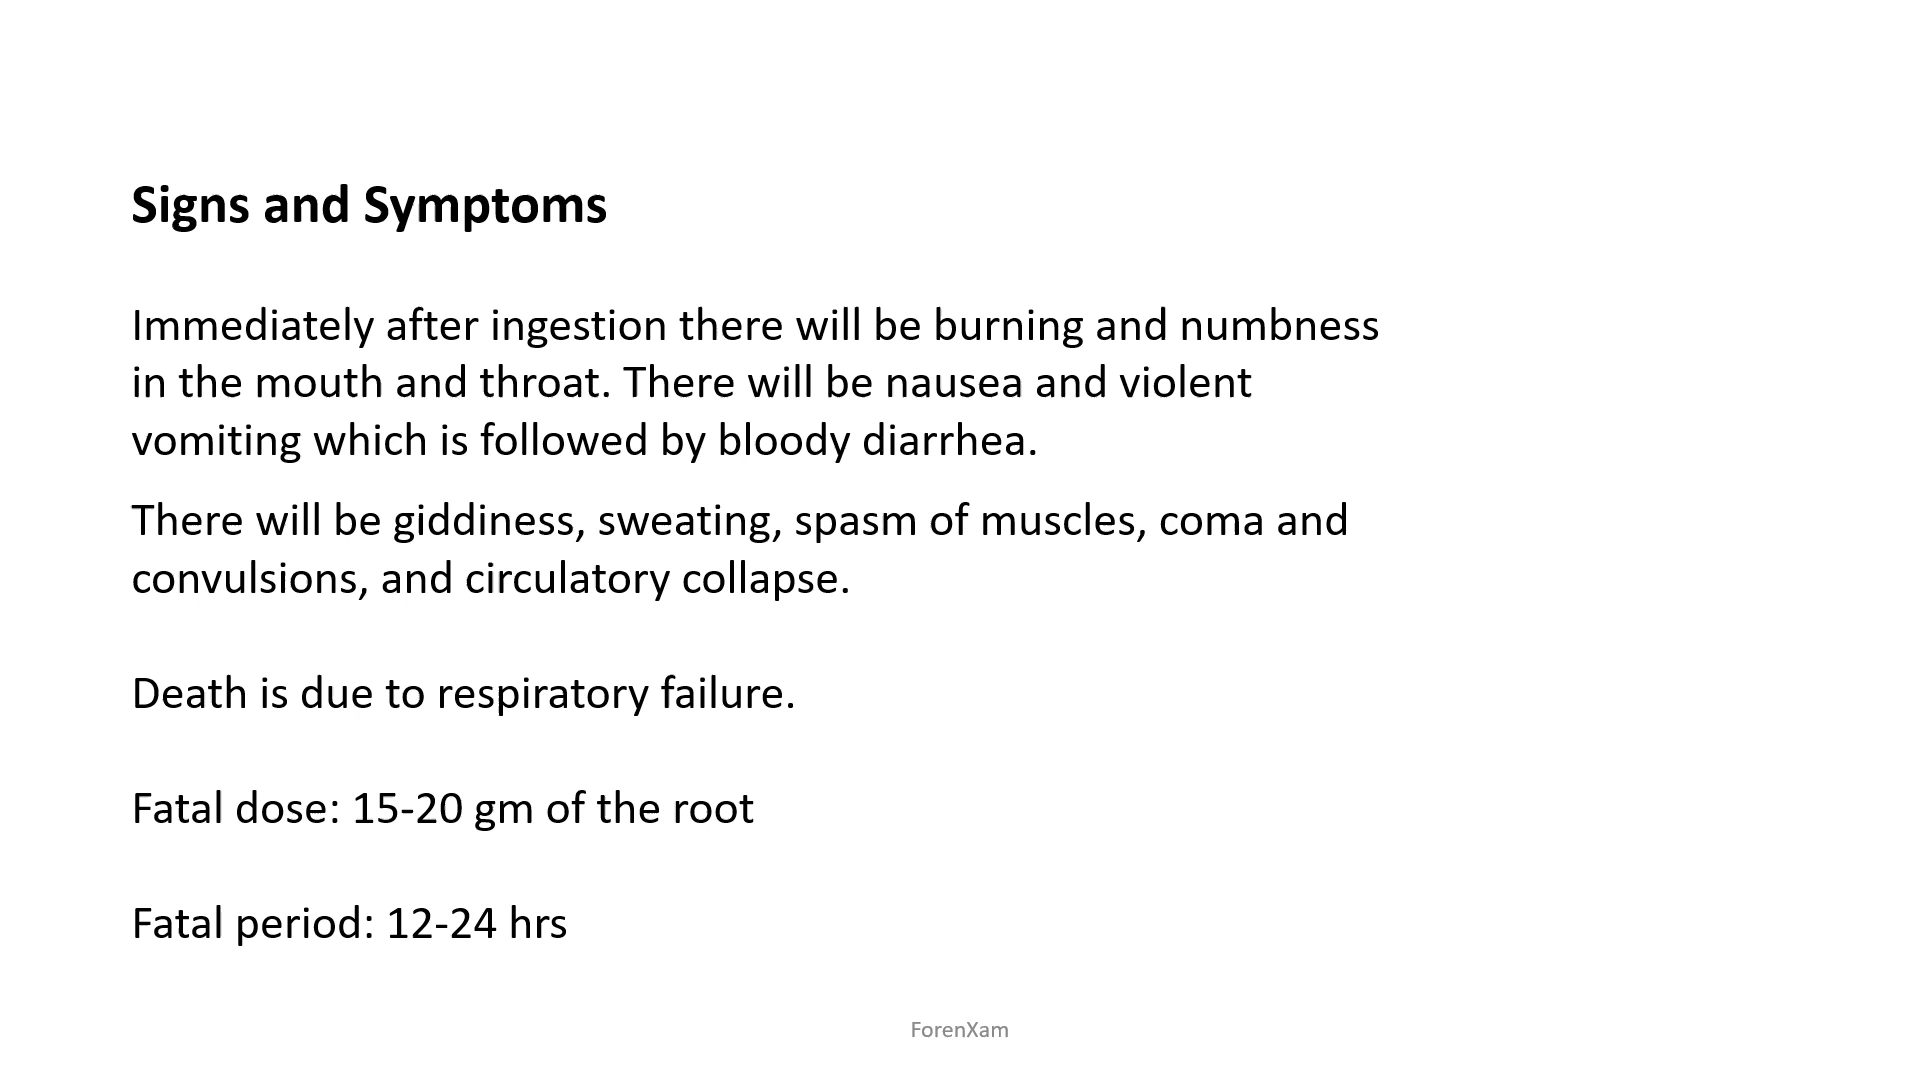 Signs and Symptoms
Immediately after ingestion there will be burning and numbness
in the mouth and throat. There will be nausea and violent
vomiting which is followed by bloody diarrhea.
There will be giddiness, sweating, spasm of muscles, coma and
convulsions, and circulatory collapse.
Death is due to respiratory failure.
Fatal dose: 15-20 gm of the root
Fatal period: 12-24 hrs
ForenXam